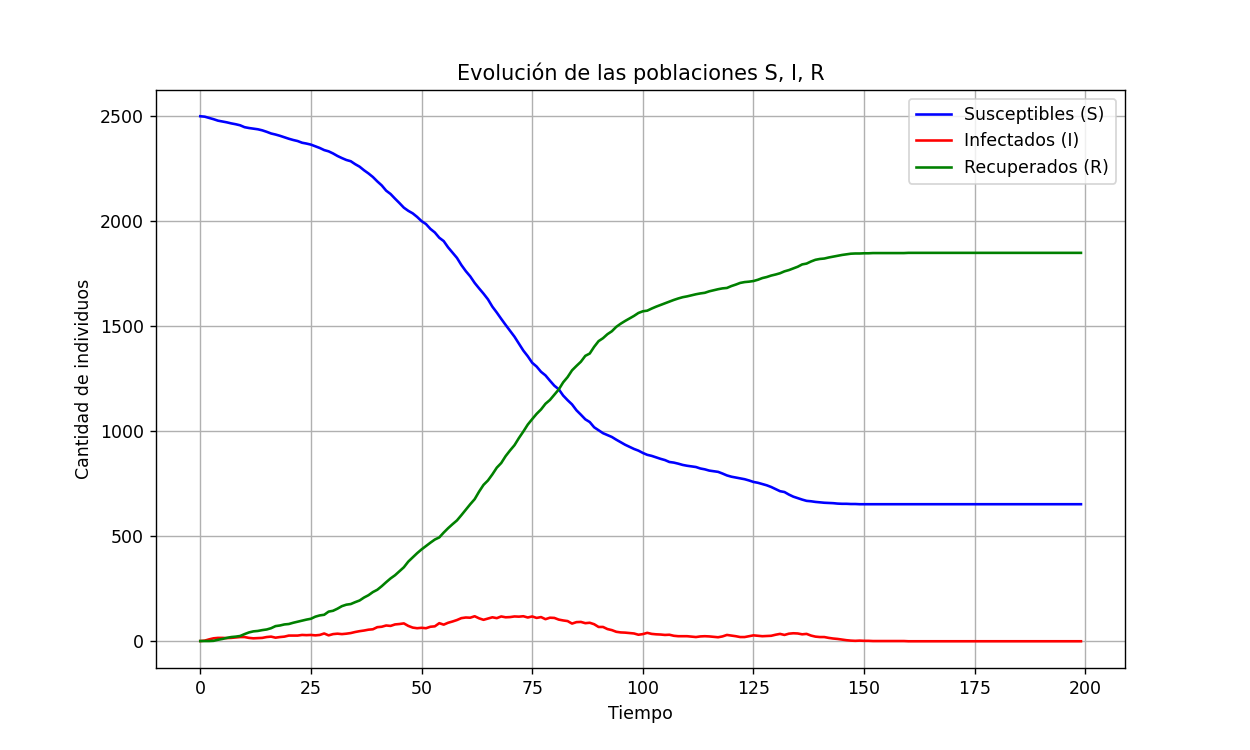 Evolución de las poblaciones S, I, R
Susceptibles (S)
Infectados (I)
Recuperados (R)
Cantidad de individuos
2500
2000
1500
1000
500
0
0 25 50 75 100 125 150 175 200
Tiempo